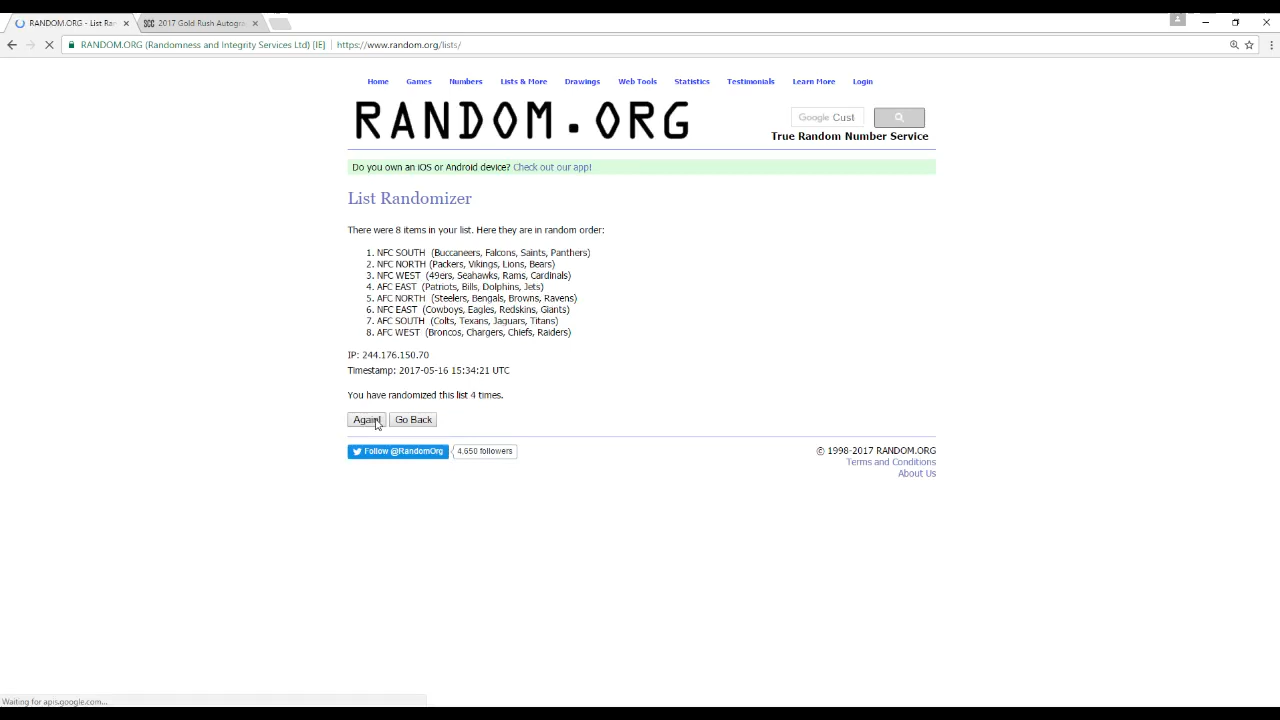 RANDOM.ORG - List Ra
SCC 2017 Gold Rush Autogra
RANDOM.ORG (Randomness and Integrity Services Ltd) [IE] https://www.random.org/lists/
Home Games Numbers Lists & More Drawings Web Tools Statistics Testimonials Learn More Login
RANDOM.ORG
Google Cust
True Random Number Service
Do you own an iOS or Android device? Check out our app!
List Randomizer
There were 8 items in your list. Here they are in random order:
1. NFC SOUTH (Buccaneers, Falcons, Saints, Panthers)
2. NFC NORTH (Packers, Vikings, Lions, Bears)
3. NFC WEST (49ers, Seahawks, Rams, Cardinals)
4. AFC EAST (Patriots, Bills, Dolphins, Jets)
5. AFC NORTH (Steelers, Bengals, Browns, Ravens)
6. NFC EAST (Cowboys, Eagles, Redskins, Giants)
7. AFC SOUTH (Colts, Texans, Jaguars, Titans)
8. AFC WEST (Broncos, Chargers, Chiefs, Raiders)
IP: 244.176.150.70
Timestamp: 2017-05-16 15:34:21 UTC
You have randomized this list 4 times.
Again! Go Back
Follow @RandomOrg 4,650 followers
© 1998-2017 RANDOM.ORG
Terms and Conditions
About Us
Waiting for apis.google.com...